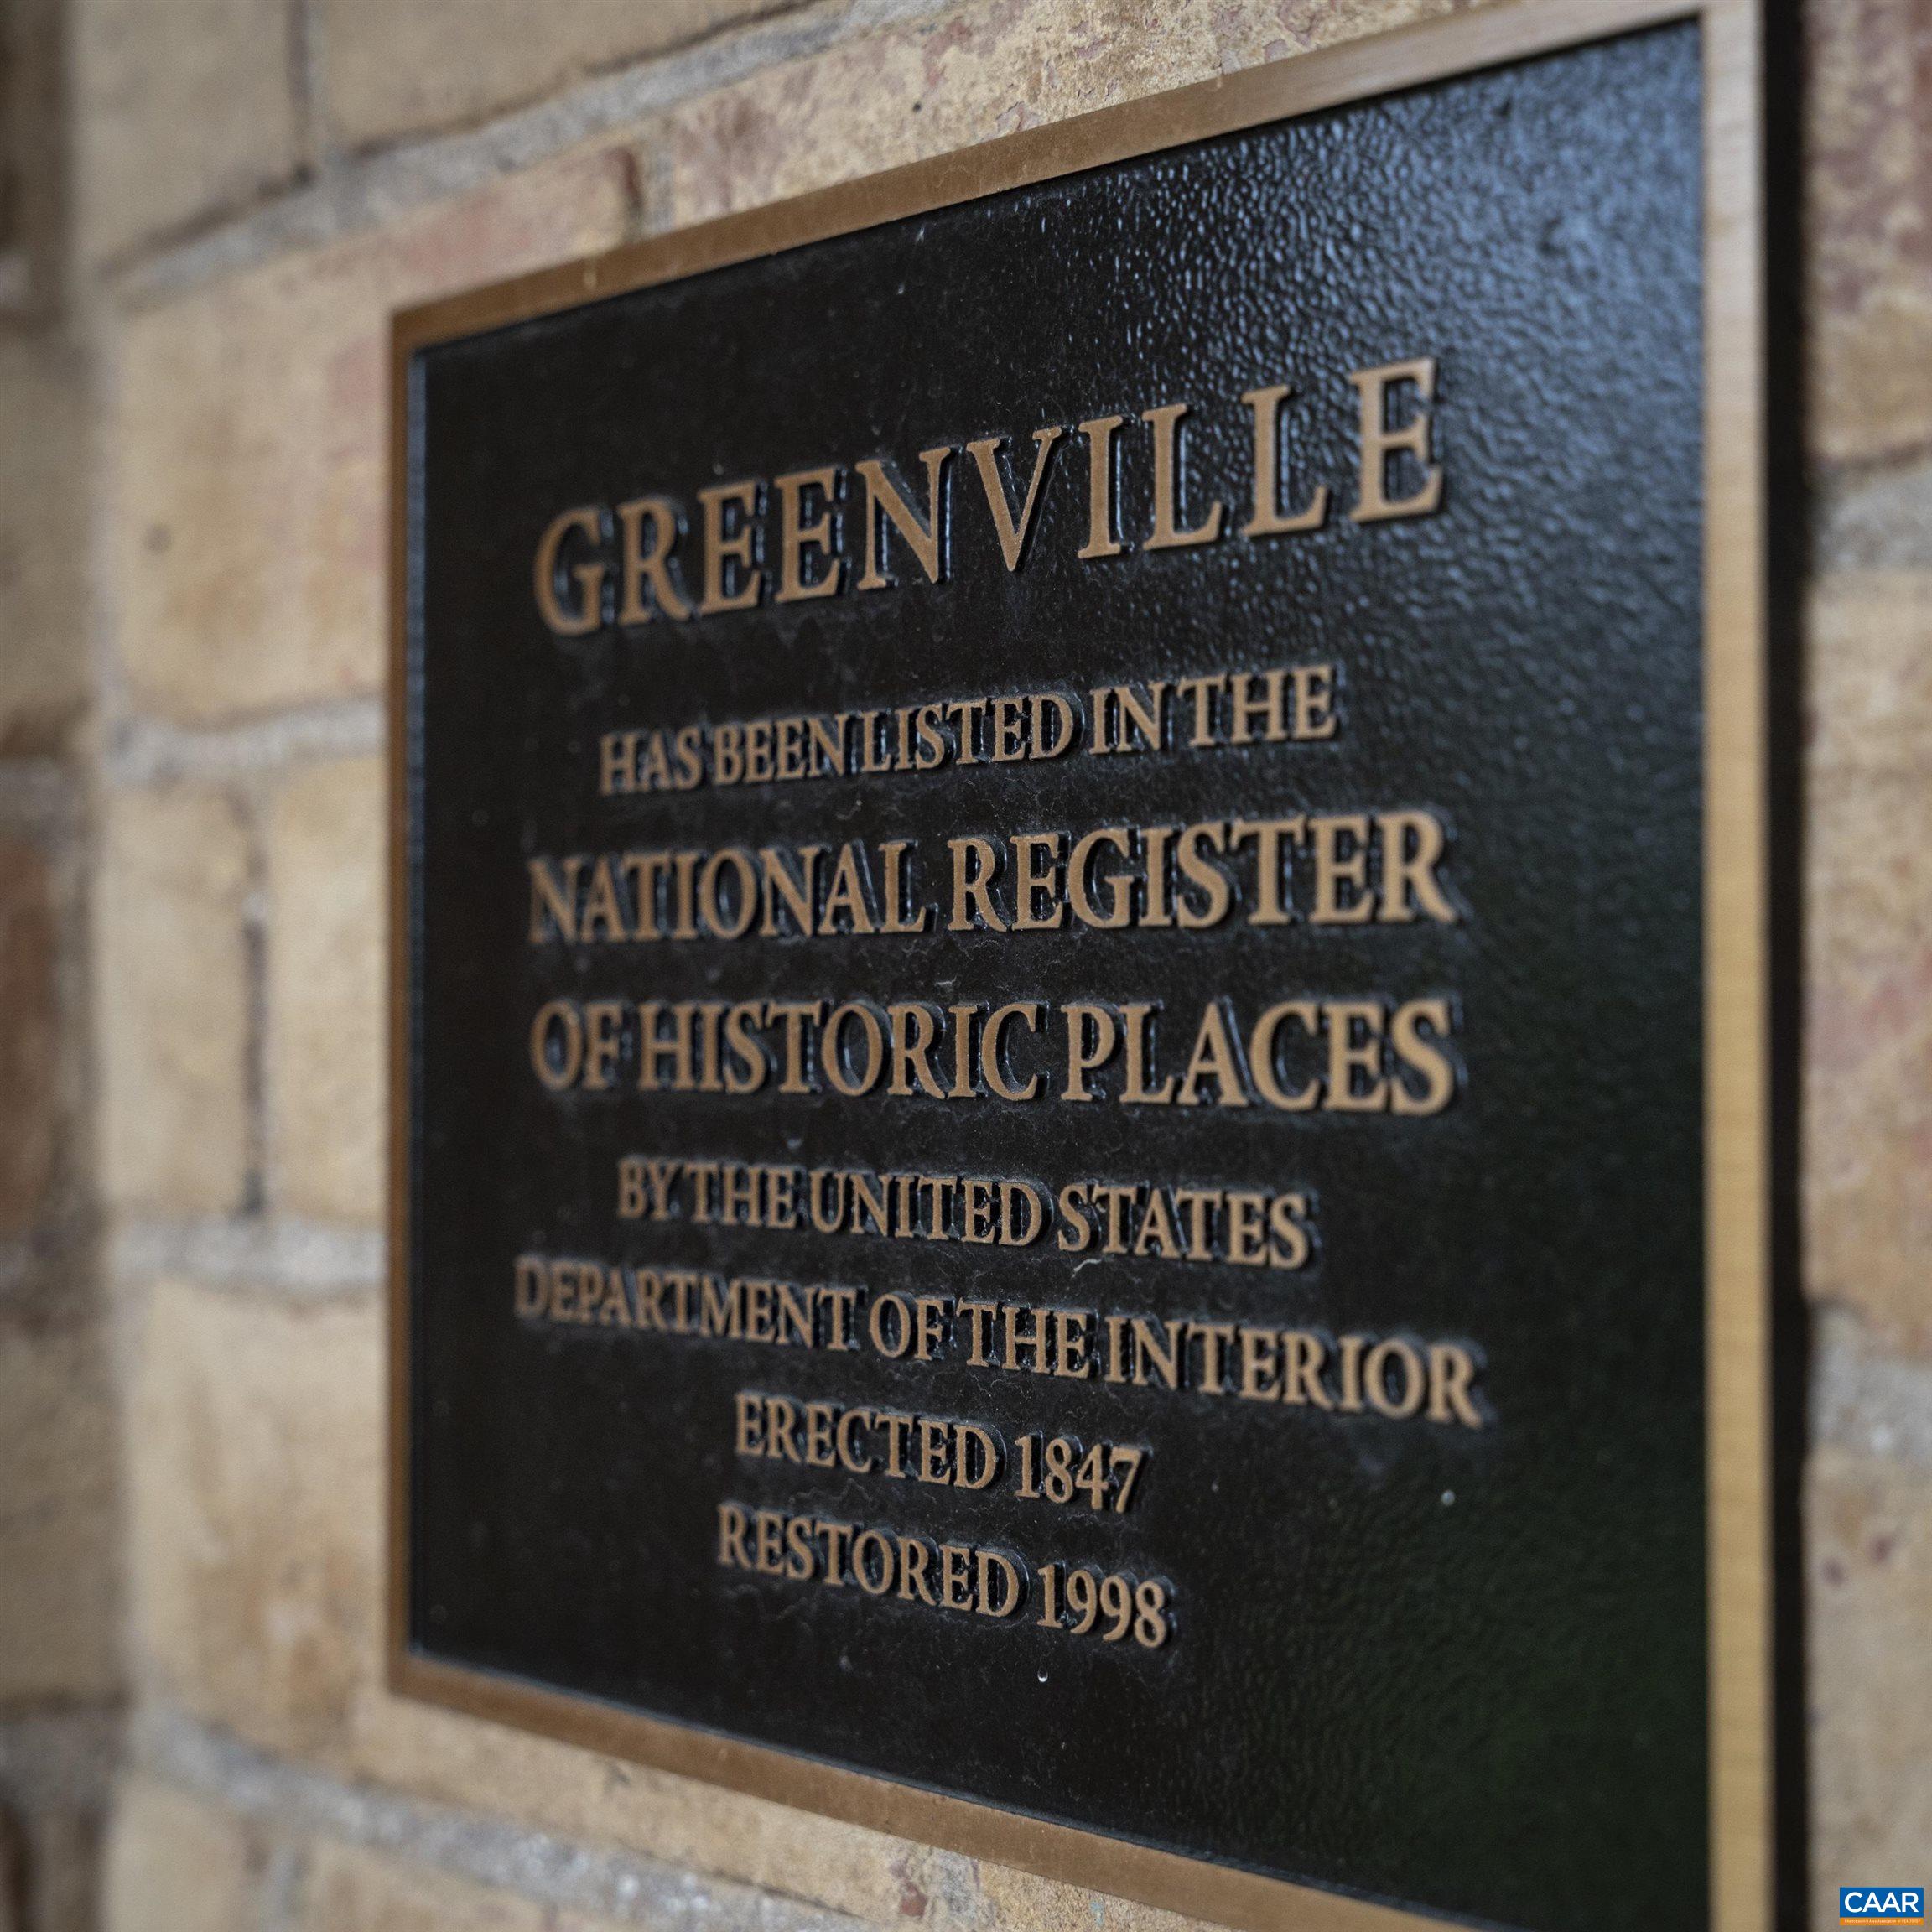 GREENVILLE
HAS BEEN LISTED IN THE
NATIONAL REGISTER
OF HISTORIC PLACES
BY THE UNITED STATES
DEPARTMENT OF THE INTERIOR
ERECTED 1847
RESTORED 1998
CAAR